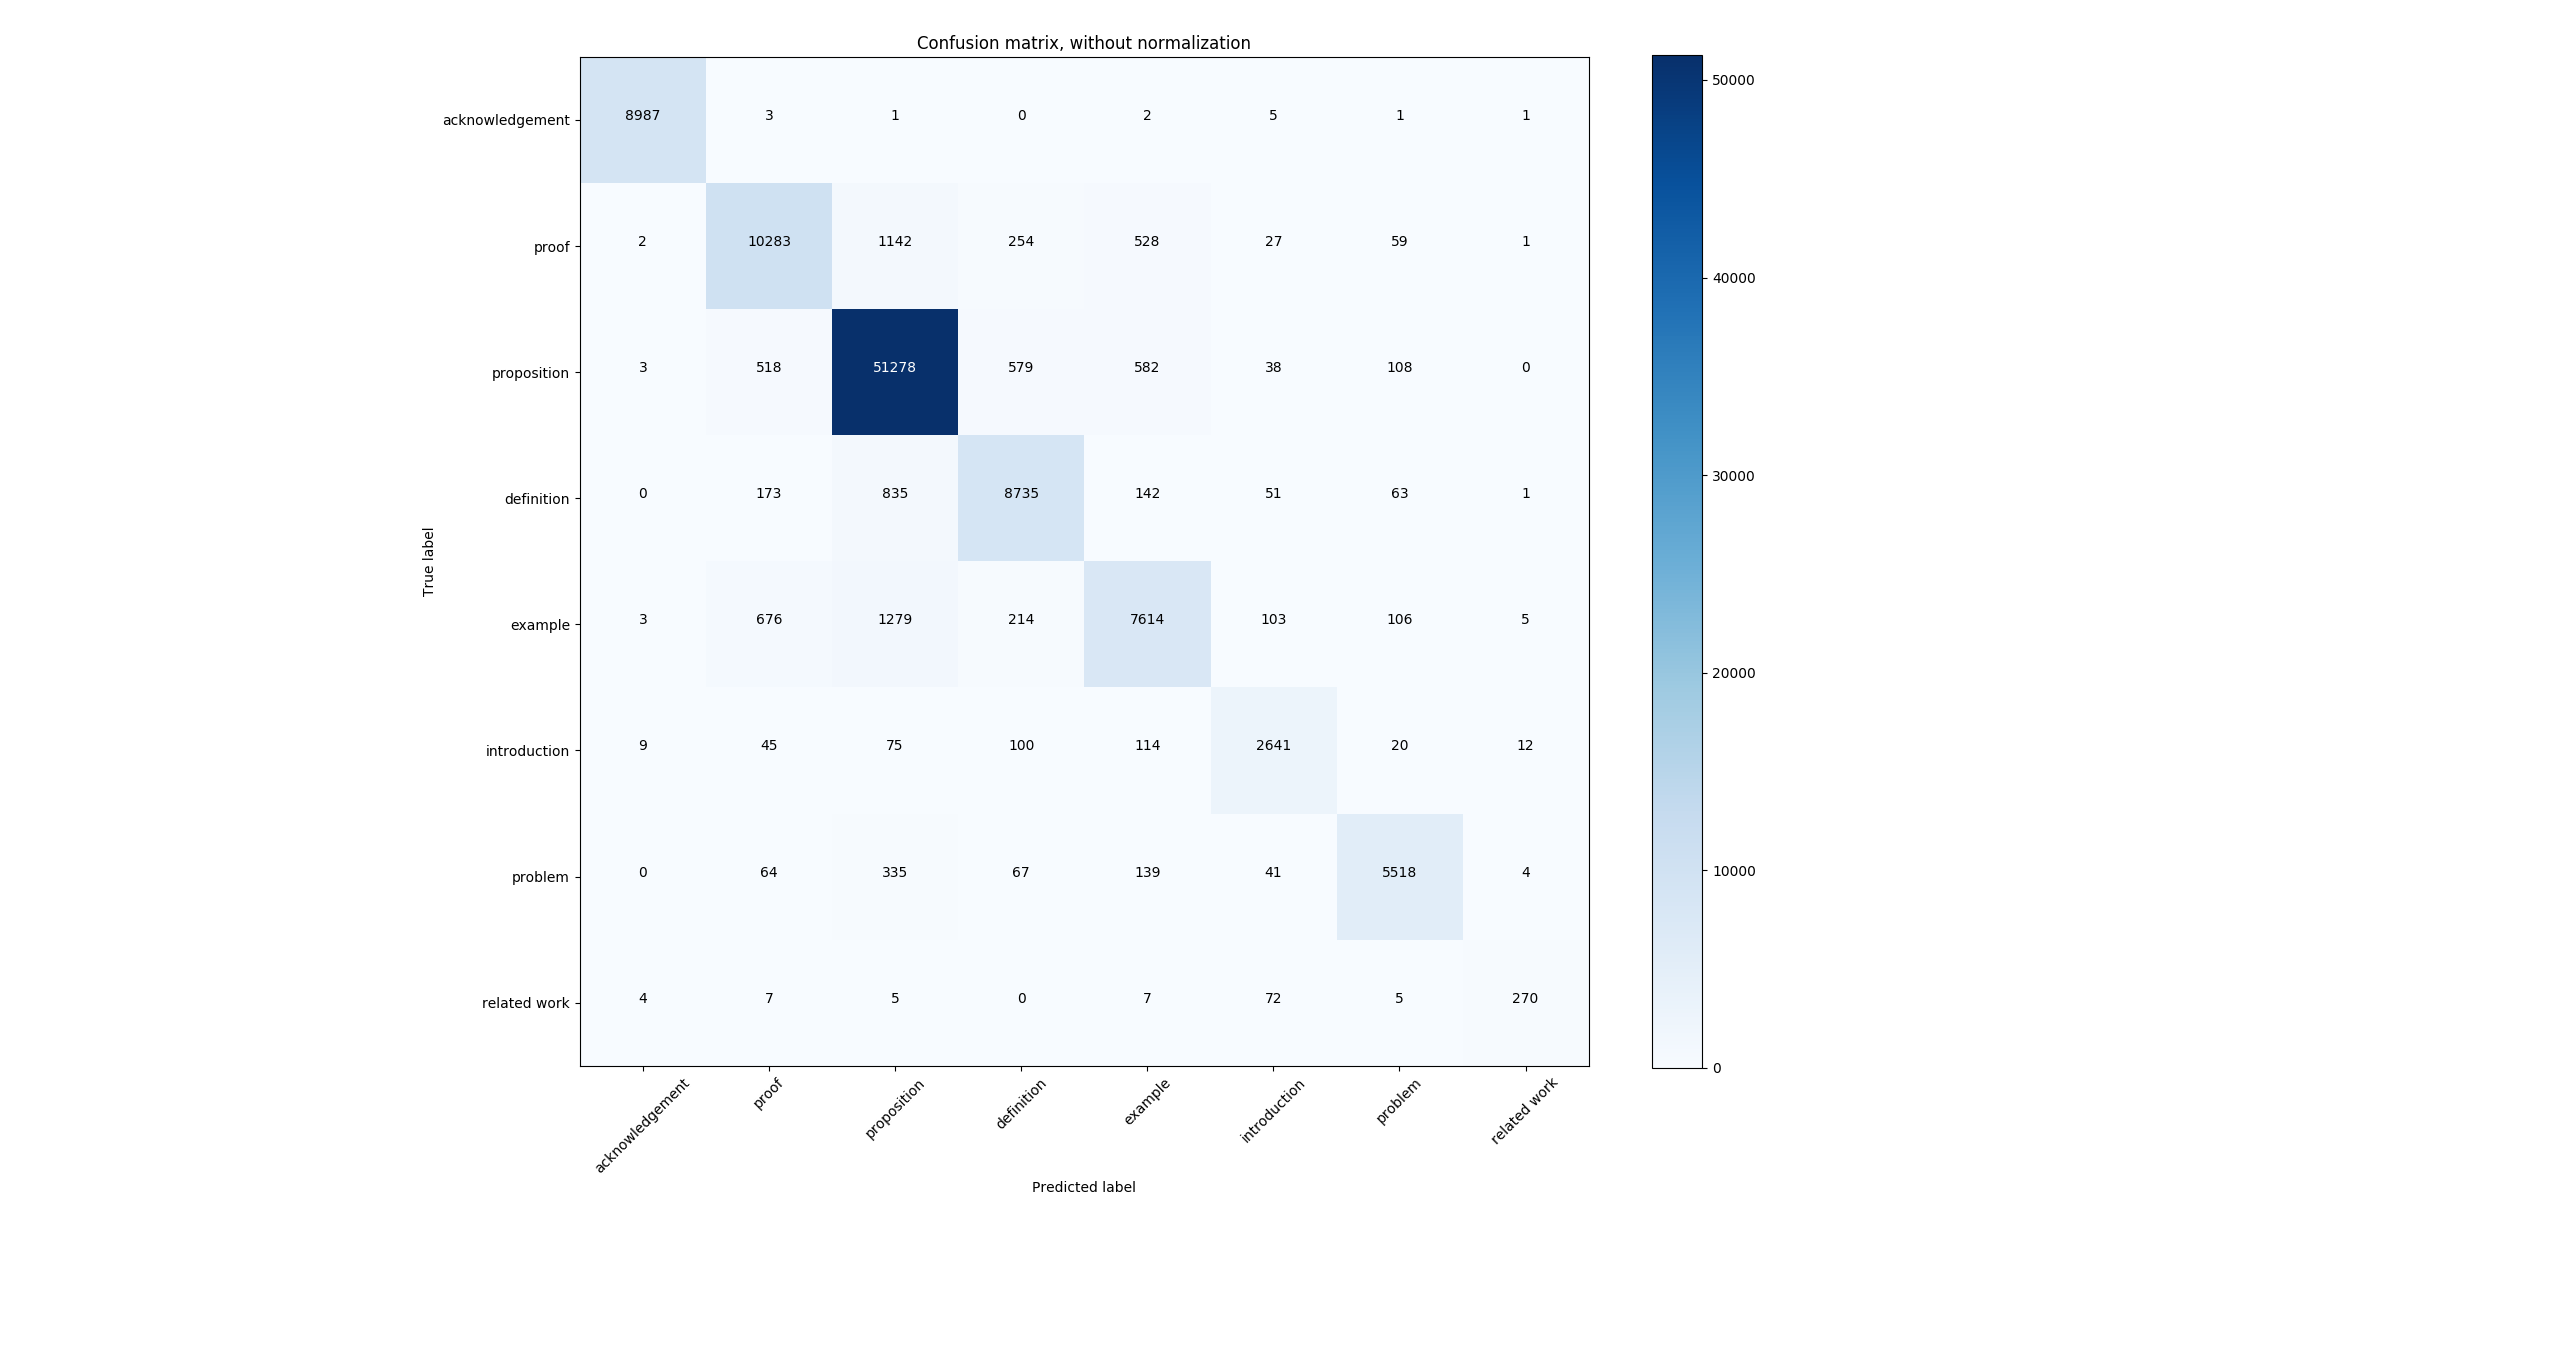 Confusion matrix, without normalization
acknowledgement 8987 3 1 0 2 5 1 1
proof 2 10283 1142 254 528 27 59 1
proposition 3 518 51278 579 582 38 108 0
definition 0 173 835 8735 142 51 63 1
example 3 676 1279 214 7614 103 106 5
introduction 9 45 75 100 114 2641 20 12
problem 0 64 335 67 139 41 5518 4
related work 4 7 5 0 7 72 5 270
True label
acknowledgement proof proposition definition example introduction problem related work
Predicted label
50000
40000
30000
20000
10000
0